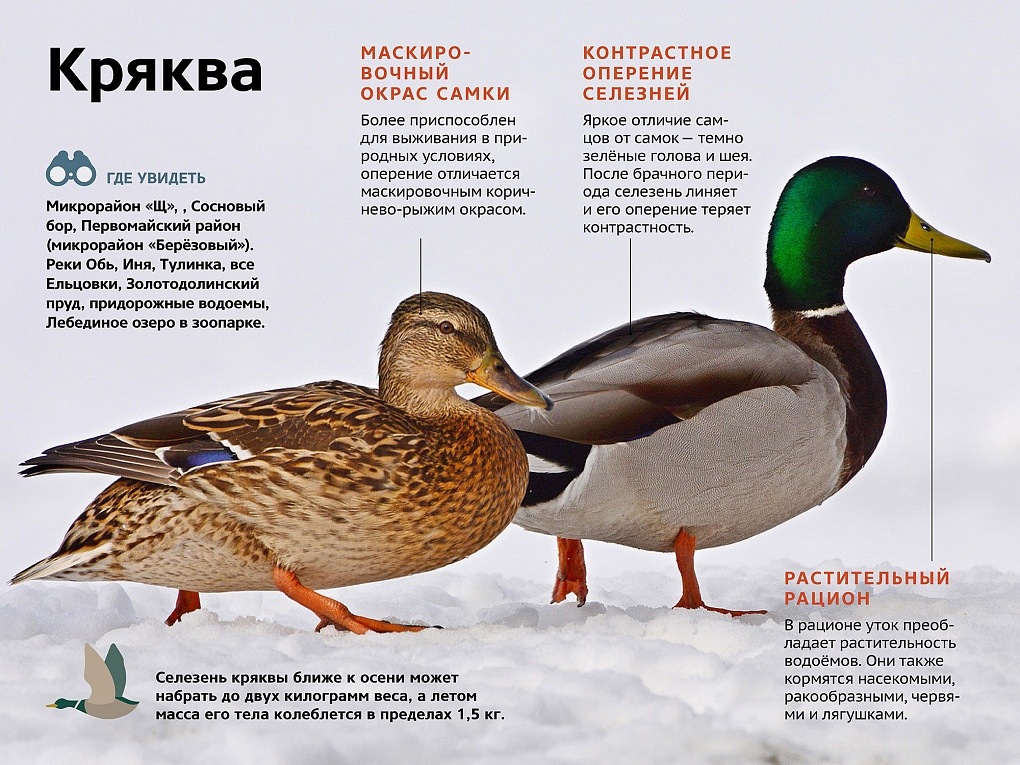 Кряква
ГДЕ УВИДЕТЬ
Микрорайон «Щ», , Сосновый
бор, Первомайский район
(микрорайон «Берёзовый»).
Реки Обь, Иня, Тулинка, все
Ельцовки, Золотодолинский
пруд, придорожные водоемы,
Лебединое озеро в зоопарке.
МАСКИРО-
ВОЧНЫЙ
ОКРАС САМКИ
Более приспособлен
для выживания в при-
родных условиях,
оперение отличается
маскировочным корич-
нево-рыжим окрасом.
КОНТРАСТНОЕ
ОПЕРЕНИЕ
СЕЛЕЗНЕЙ
Яркое отличие сам-
цов от самок — темно
зелёные голова и шея.
После брачного пери-
ода селезень линяет
и его оперение теряет
контрастность.
РАСТИТЕЛЬНЫЙ
РАЦИОН
В рационе уток преоб-
ладает растительность
водоёмов. Они также
кормятся насекомыми,
ракообразными, червя-
ми и лягушками.
Селезень кряквы ближе к осени может
набрать до двух килограмм веса, а летом
масса его тела колеблется в пределах 1,5 кг.